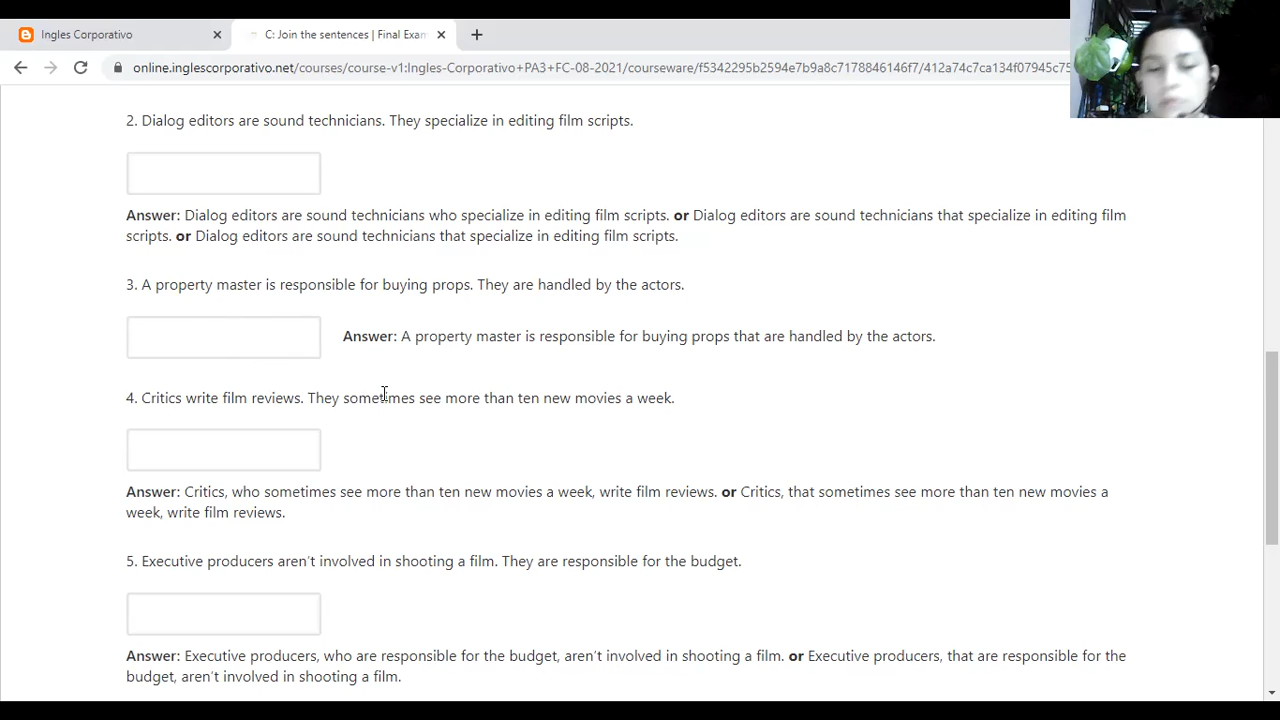 Ingles Corporativo
C: Join the sentences | Final Exam
online.inglescorporativo.net/courses/course-v1:Ingles-Corporativo+PA3+FC-08-2021/courseware/f5342295b2594e7b9a8c7178846146f7/412a74c7ca134f07945c75
2. Dialog editors are sound technicians. They specialize in editing film scripts.
Answer: Dialog editors are sound technicians who specialize in editing film scripts. or Dialog editors are sound technicians that specialize in editing film
scripts. or Dialog editors are sound technicians that specialize in editing film scripts.
3. A property master is responsible for buying props. They are handled by the actors.
Answer: A property master is responsible for buying props that are handled by the actors.
4. Critics write film reviews. They sometimes see more than ten new movies a week.
Answer: Critics, who sometimes see more than ten new movies a week, write film reviews. or Critics, that sometimes see more than ten new movies a
week, write film reviews.
5. Executive producers aren't involved in shooting a film. They are responsible for the budget.
Answer: Executive producers, who are responsible for the budget, aren't involved in shooting a film. or Executive producers, that are responsible for the
budget, aren't involved in shooting a film.